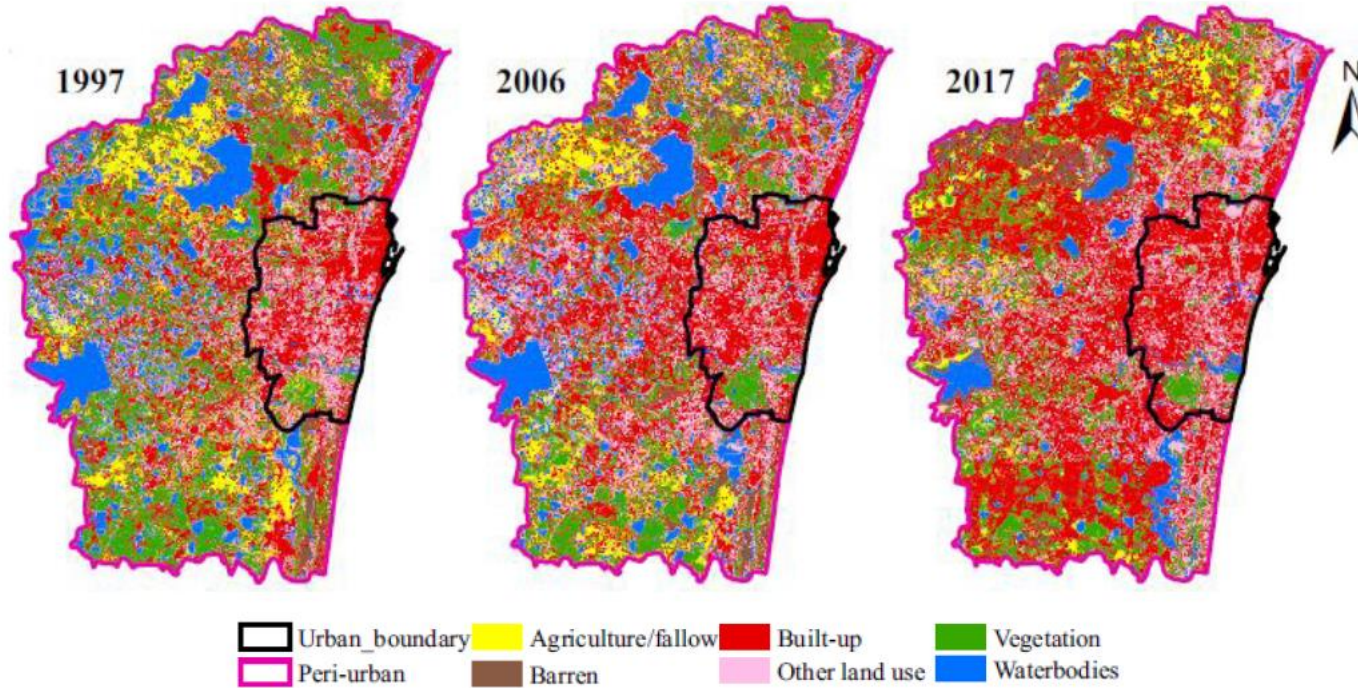 1997
2006
2017
N
Urban_boundary Agriculture/fallow Built-up Vegetation
Peri-urban Barren Other land use Waterbodies